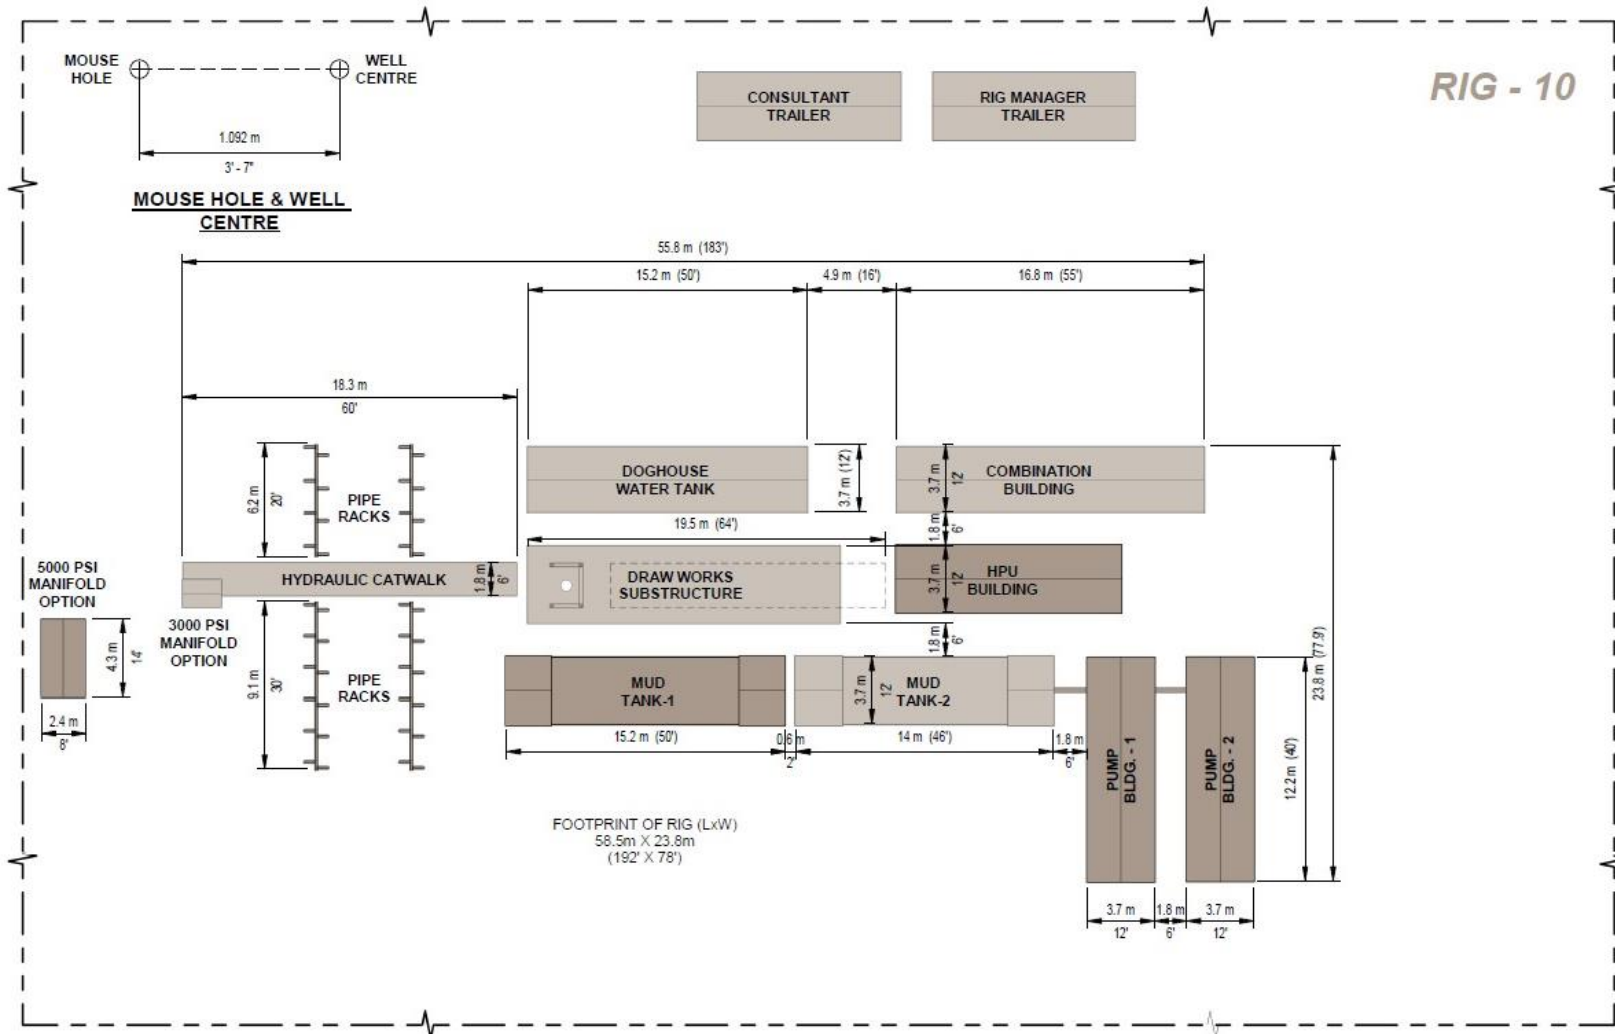 MOUSE
HOLE
WELL
CENTRE
1.092 m
3' - 7"
MOUSE HOLE & WELL
CENTRE
CONSULTANT
TRAILER
RIG MANAGER
TRAILER
RIG - 10
55.8 m (183')
15.2 m (50')
4.9 m (16')
16.8 m (55')
18.3 m
60'
6.2 m
20'
PIPE
RACKS
DOGHOUSE
WATER TANK
3.7 m (12')
3.7 m
12'
COMBINATION
BUILDING
19.5 m (64')
1.8 m
6'
5000 PSI
MANIFOLD
OPTION
HYDRAULIC CATWALK
1.8 m
6'
DRAW WORKS
SUBSTRUCTURE
3.7 m
12'
HPU
BUILDING
3000 PSI
MANIFOLD
OPTION
4.3 m
14'
2.4 m
8'
9.1 m
30'
PIPE
RACKS
1.8 m
6'
MUD
TANK-1
3.7 m
12'
MUD
TANK-2
23.8 m (77.9')
15.2 m (50')
0.6 m
2'
14 m (46')
1.8 m
6'
PUMP
BLDG. - 1
PUMP
BLDG. - 2
12.2 m (40')
FOOTPRINT OF RIG (LxW)
58.5m X 23.8m
(192' X 78')
3.7 m
12'
1.8 m
6'
3.7 m
12'